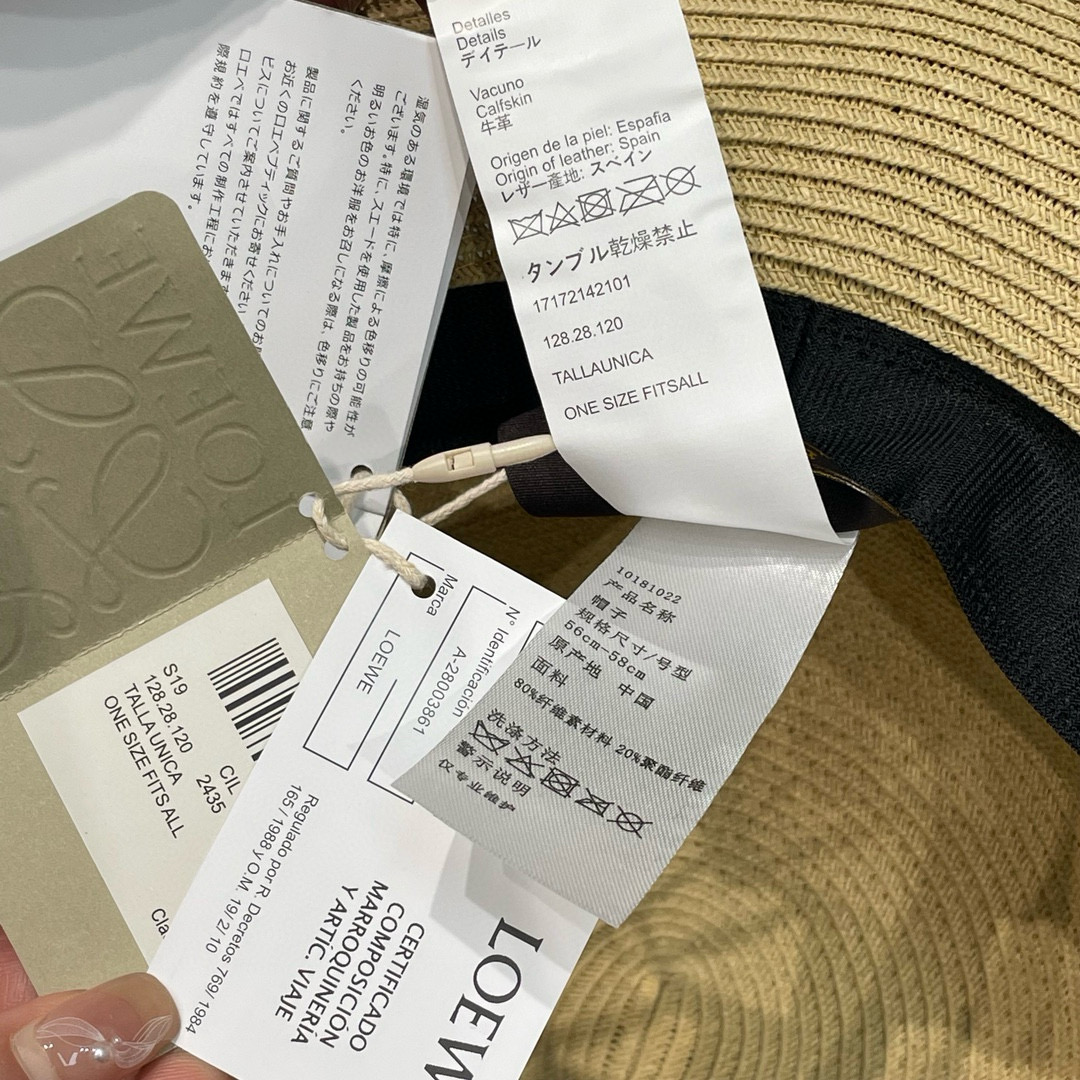 Detalles
Details
デイテール
Vacuno
Calfskin
牛革
Origen de la piel: España
Origin of leather: Spain
レザー產地: スペイン
タンブル乾燥禁止
17172142101
128.28.120
TALLAUNICA
ONE SIZE FITSALL
湿気のある環境では特に、摩擦による色移りの可能性が
ございます。特に、スエードを使用した製品をお持ちの際や
明るいお色のお洋服をお召しになる際は、色移りにご注意
ください。
製品に関するご質問やお手入れについてのお
お近くのロエベブティックにお寄せください
ビスについてご案内させていただきます
ロエベではすべての制作工程にお
際規約を遵守しています。
LOEWE
S19
128.28.120
TALLA UNICA
ONE SIZE FITS ALL
CIL
2435
Cla
Marca
LOEWE
N° Identificación
A-28003861
Regulado por R. Decretos 769/1984
165/1988 y O.M. 19/2/10
CERTIFICADO
COMPOSICIÓN
MARROQUINERÍA
Y ARTÍC. VIAJE
LOEW
10181022
产品名称
帽子
规格尺寸/号型
56cm-58cm
原产地 中国
面料
80%纤维素材料 20%聚酯纤维
洗涤方法
警示说明
仅专业维护